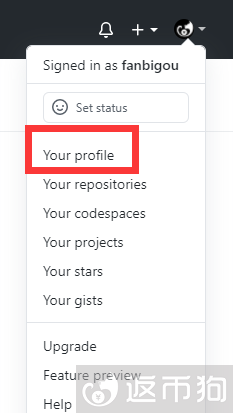 Signed in as fanbigou
Set status
Your profile
Your repositories
Your codespaces
Your projects
Your stars
Your gists
Upgrade
Feature preview
Help
返币狗